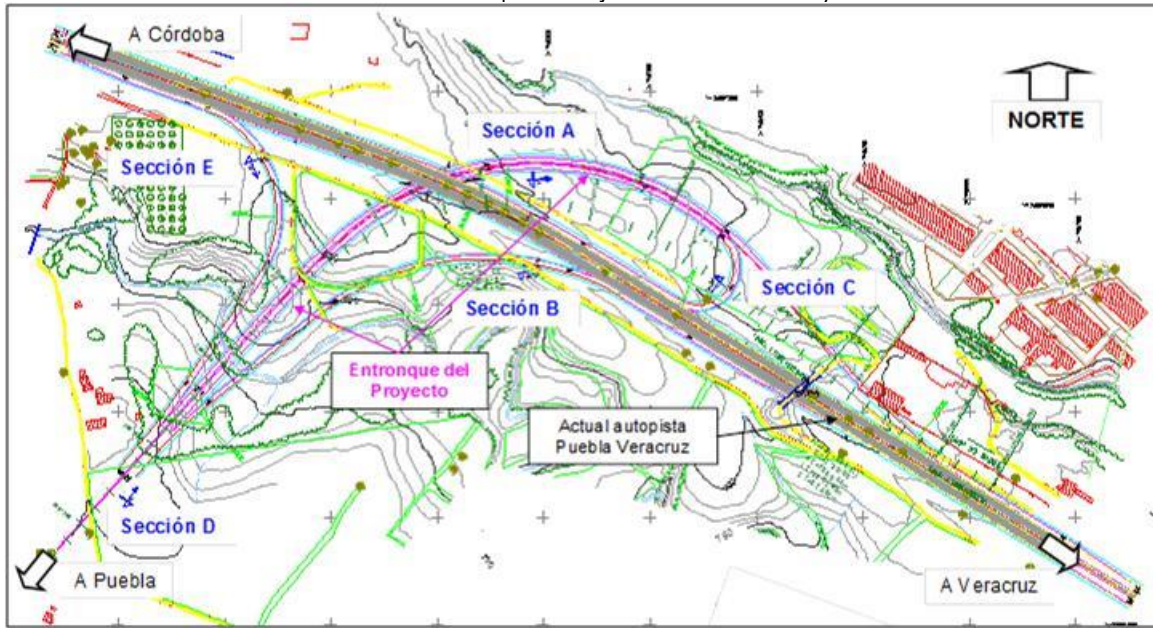 A Córdoba
NORTE
Sección A
Sección E
Sección B
Sección C
Entronque del
Proyecto
Actual autopista
Puebla Veracruz
Sección D
A Puebla
A Veracruz